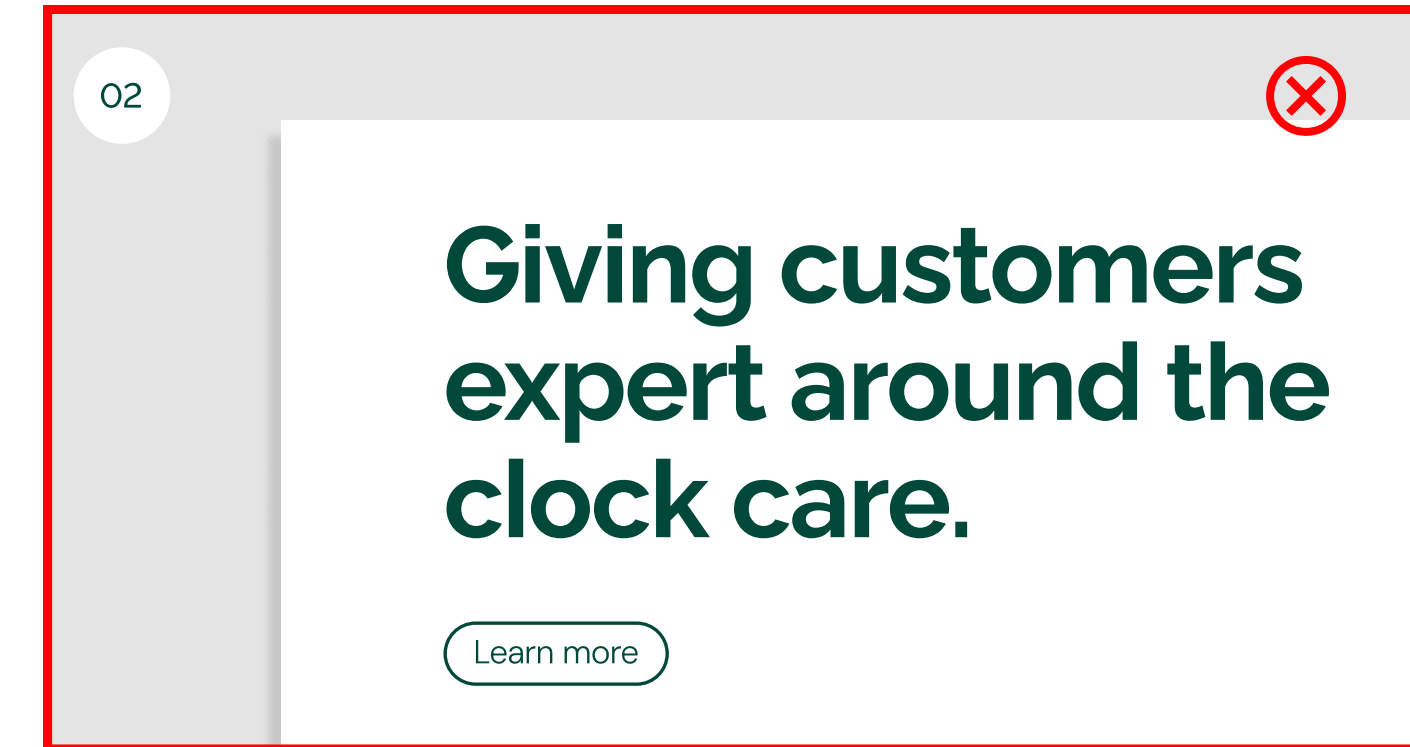 02
Giving customers
expert around the
clock care.
Learn more